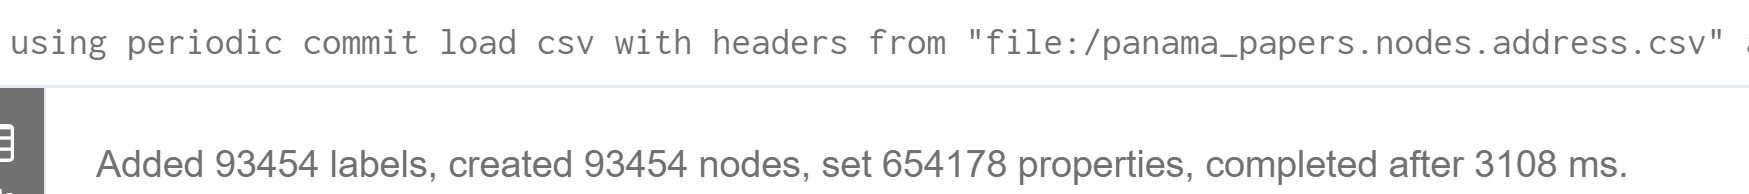 using periodic commit load csv with headers from "file:/panama_papers.nodes.address.csv"
Added 93454 labels, created 93454 nodes, set 654178 properties, completed after 3108 ms.